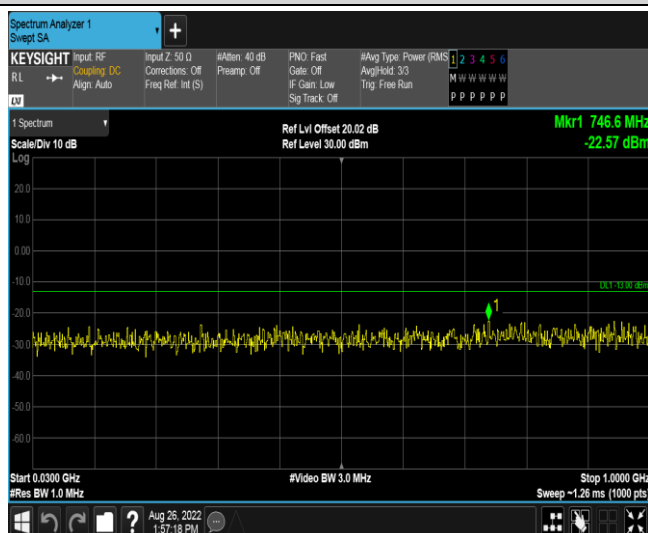 Spectrum Analyzer 1
Swept SA
+
KEYSIGHT Input: RF Input Z: 50 Ω #Atten: 40 dB PNO: Fast #Avg Type: Power (RMS 1 2 3 4 5 6
RL Coupling: DC Corrections: Off Preamp: Off Gate: Off Avg|Hold: 3/3 M W W W W W
Align: Auto Freq Ref: Int (S) IF Gain: Low Trig: Free Run
LXI Sig Track: Off P P P P P P
1 Spectrum Ref Lvl Offset 20.02 dB Mkr1 746.6 MHz
Scale/Div 10 dB Ref Level 30.00 dBm -22.57 dBm
Log
20.0
10.0
0.00
-10.0
DL1 -13.00 dBm
1
-20.0
-30.0
-40.0
-50.0
-60.0
Start 0.0300 GHz #Video BW 3.0 MHz Stop 1.0000 GHz
#Res BW 1.0 MHz Sweep ~1.26 ms (1000 pts)
? Aug 26, 2022
1:57:18 PM